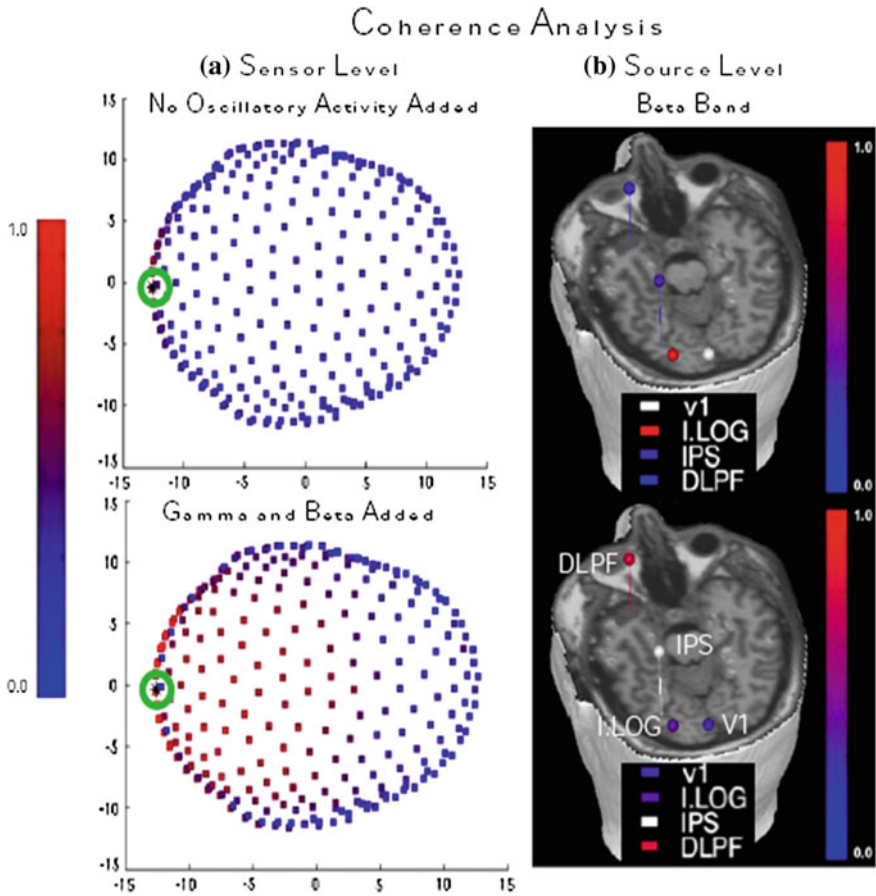 Coherence Analysis
(a) Sensor Level
No Oscillatory Activity Added
1.0
0.0
15
10
5
0
-5
-10
-15
-15 -10 -5 0 5 10 15
Gamma and Beta Added
15
10
5
0
-5
-10
-15
-15 -10 -5 0 5 10 15
(b) Source Level
Beta Band
1.0
0.0
v1
I.LOG
IPS
DLPF
1.0
0.0
DLPF
IPS
I.LOG V1
v1
I.LOG
IPS
DLPF